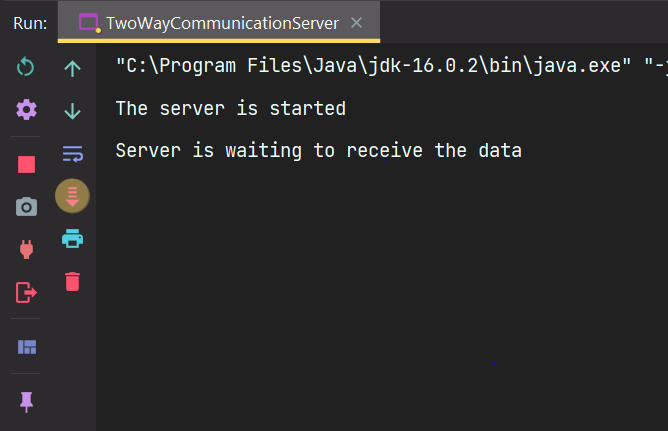 Run: TwoWayCommunicationServer
"C:\Program Files\Java\jdk-16.0.2\bin\java.exe" "-
The server is started
Server is waiting to receive the data